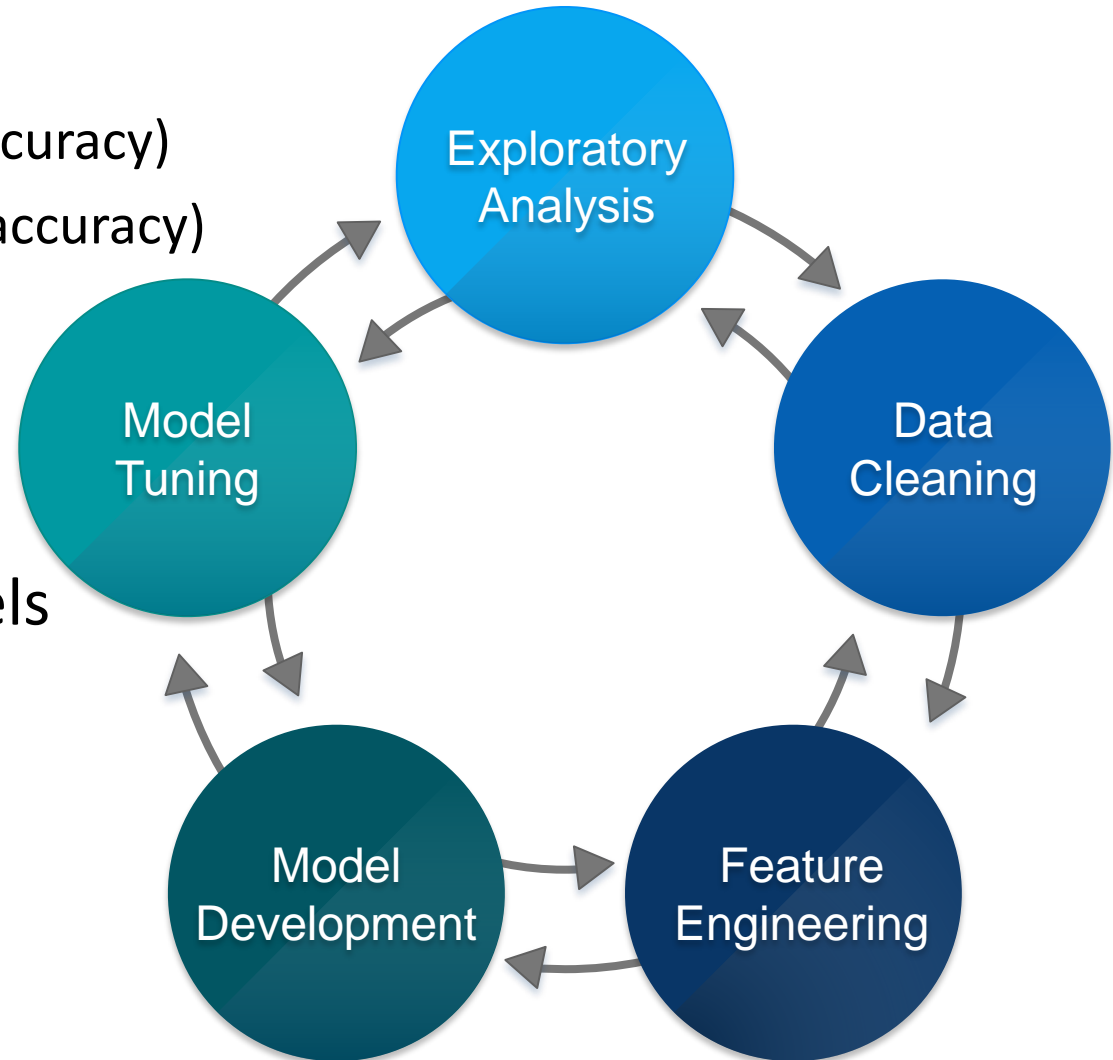 curacy)
accuracy)
els
Exploratory
Analysis
Data
Cleaning
Feature
Engineering
Model
Development
Model
Tuning